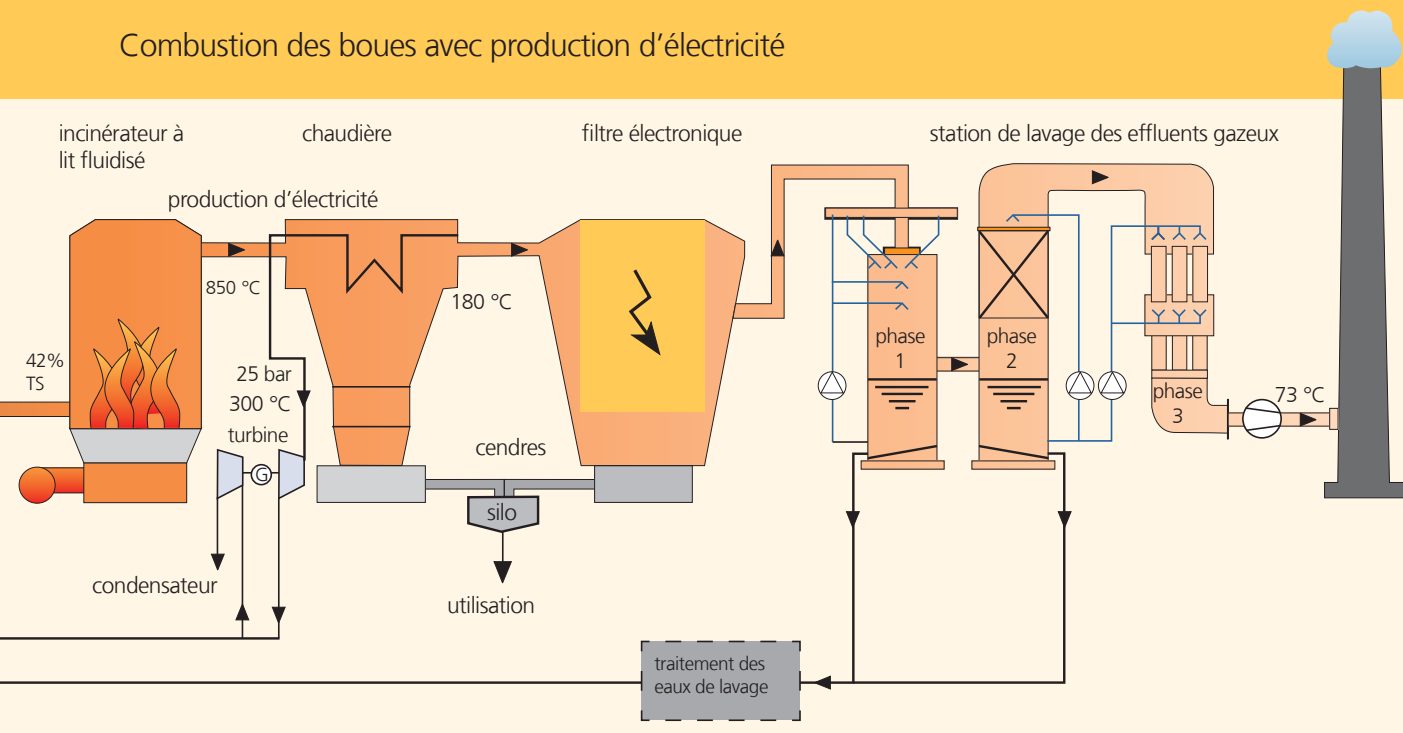 Combustion des boues avec production d’électricité
incinérateur à
lit fluidisé
chaudière
filtre électronique
station de lavage des effluents gazeux
production d’électricité
850 °C
180 °C
42%
TS
25 bar
300 °C
turbine
G
cendres
silo
condensateur
utilisation
phase
1
phase
2
phase
3
73 °C
traitement des
eaux de lavage